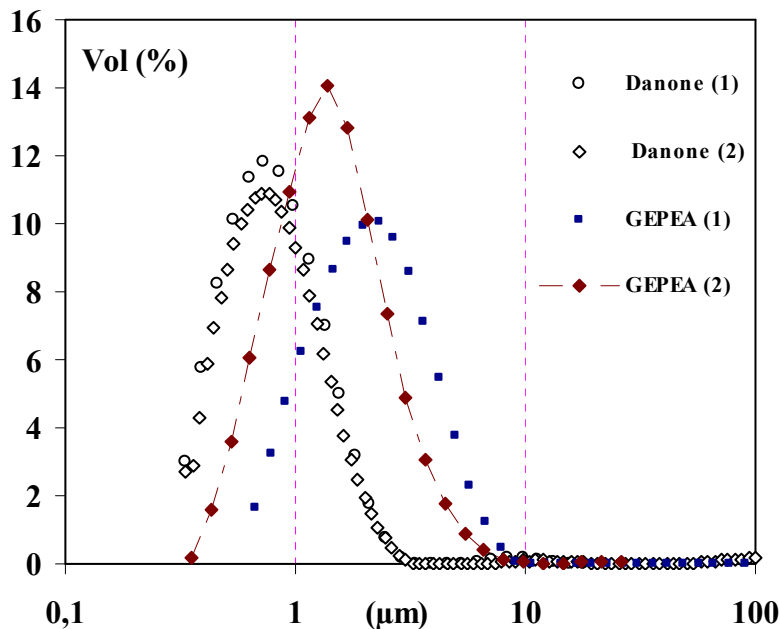 16
14
12
10
8
6
4
2
0
Vol (%)
Danone (1)
Danone (2)
GEPEA (1)
GEPEA (2)
0,1 1 (µm) 10 100